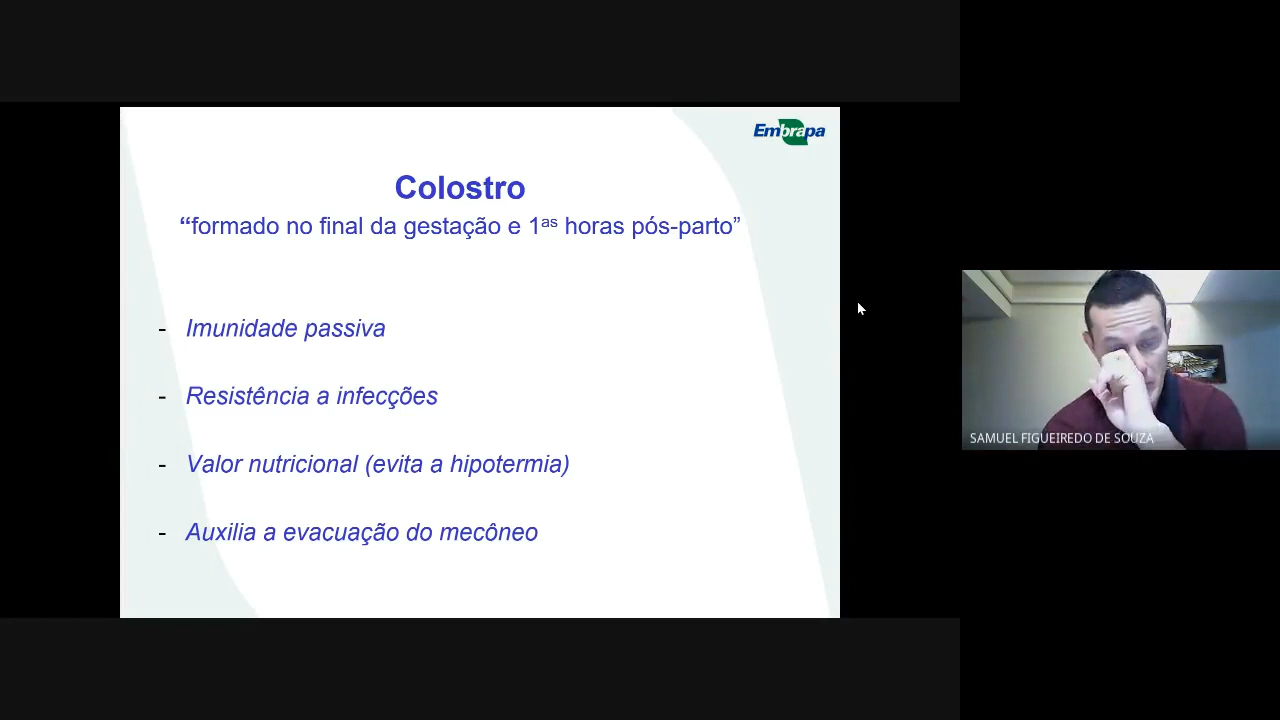 Embrapa
Colostro
“formado no final da gestação e 1as horas pós-parto”
- Imunidade passiva
- Resistência a infecções
- Valor nutricional (evita a hipotermia)
- Auxilia a evacuação do mecôneo
SAMUEL FIGUEIREDO DE SOUZA